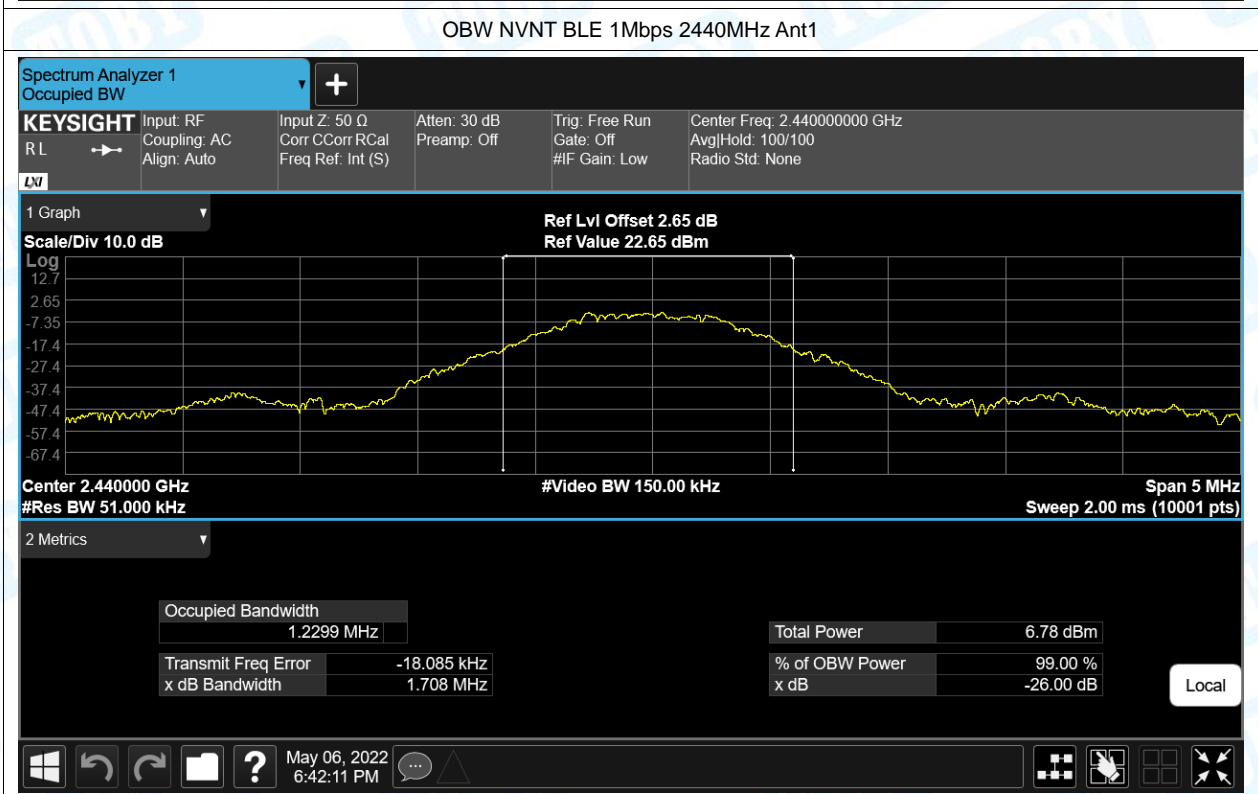 OBW NVNT BLE 1Mbps 2440MHz Ant1
Spectrum Analyzer 1
Occupied BW
KEYSIGHT
R L
LXI
Input: RF
Coupling: AC
Align: Auto
Input Z: 50 Ω
Corr CCorr RCal
Freq Ref: Int (S)
Atten: 30 dB
Preamp: Off
Trig: Free Run
Gate: Off
#IF Gain: Low
Center Freq: 2.440000000 GHz
Avg|Hold: 100/100
Radio Std: None
1 Graph
Scale/Div 10.0 dB
Ref Lvl Offset 2.65 dB
Ref Value 22.65 dBm
Log
12.7
2.65
-7.35
-17.4
-27.4
-37.4
-47.4
-57.4
-67.4
Center 2.440000 GHz
#Video BW 150.00 kHz
Span 5 MHz
#Res BW 51.000 kHz
Sweep 2.00 ms (10001 pts)
2 Metrics
Occupied Bandwidth
1.2299 MHz
Total Power 6.78 dBm
Transmit Freq Error -18.085 kHz
% of OBW Power 99.00 %
x dB Bandwidth 1.708 MHz
x dB -26.00 dB
Local
?
May 06, 2022
6:42:11 PM
TOBY